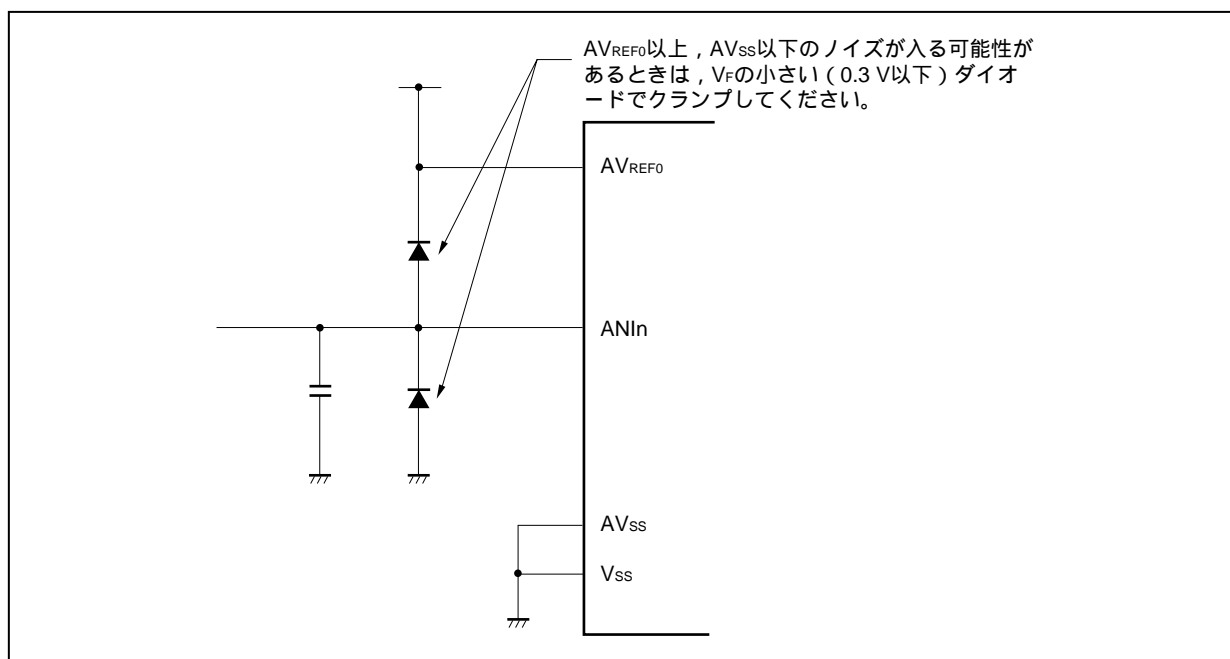 AVREF0以上，AVSS以下のノイズが入る可能性が
あるときは，VFの小さい（0.3 V以下）ダイオ
ードでクランプしてください。
AVREF0
ANIn
AVSS
VSS